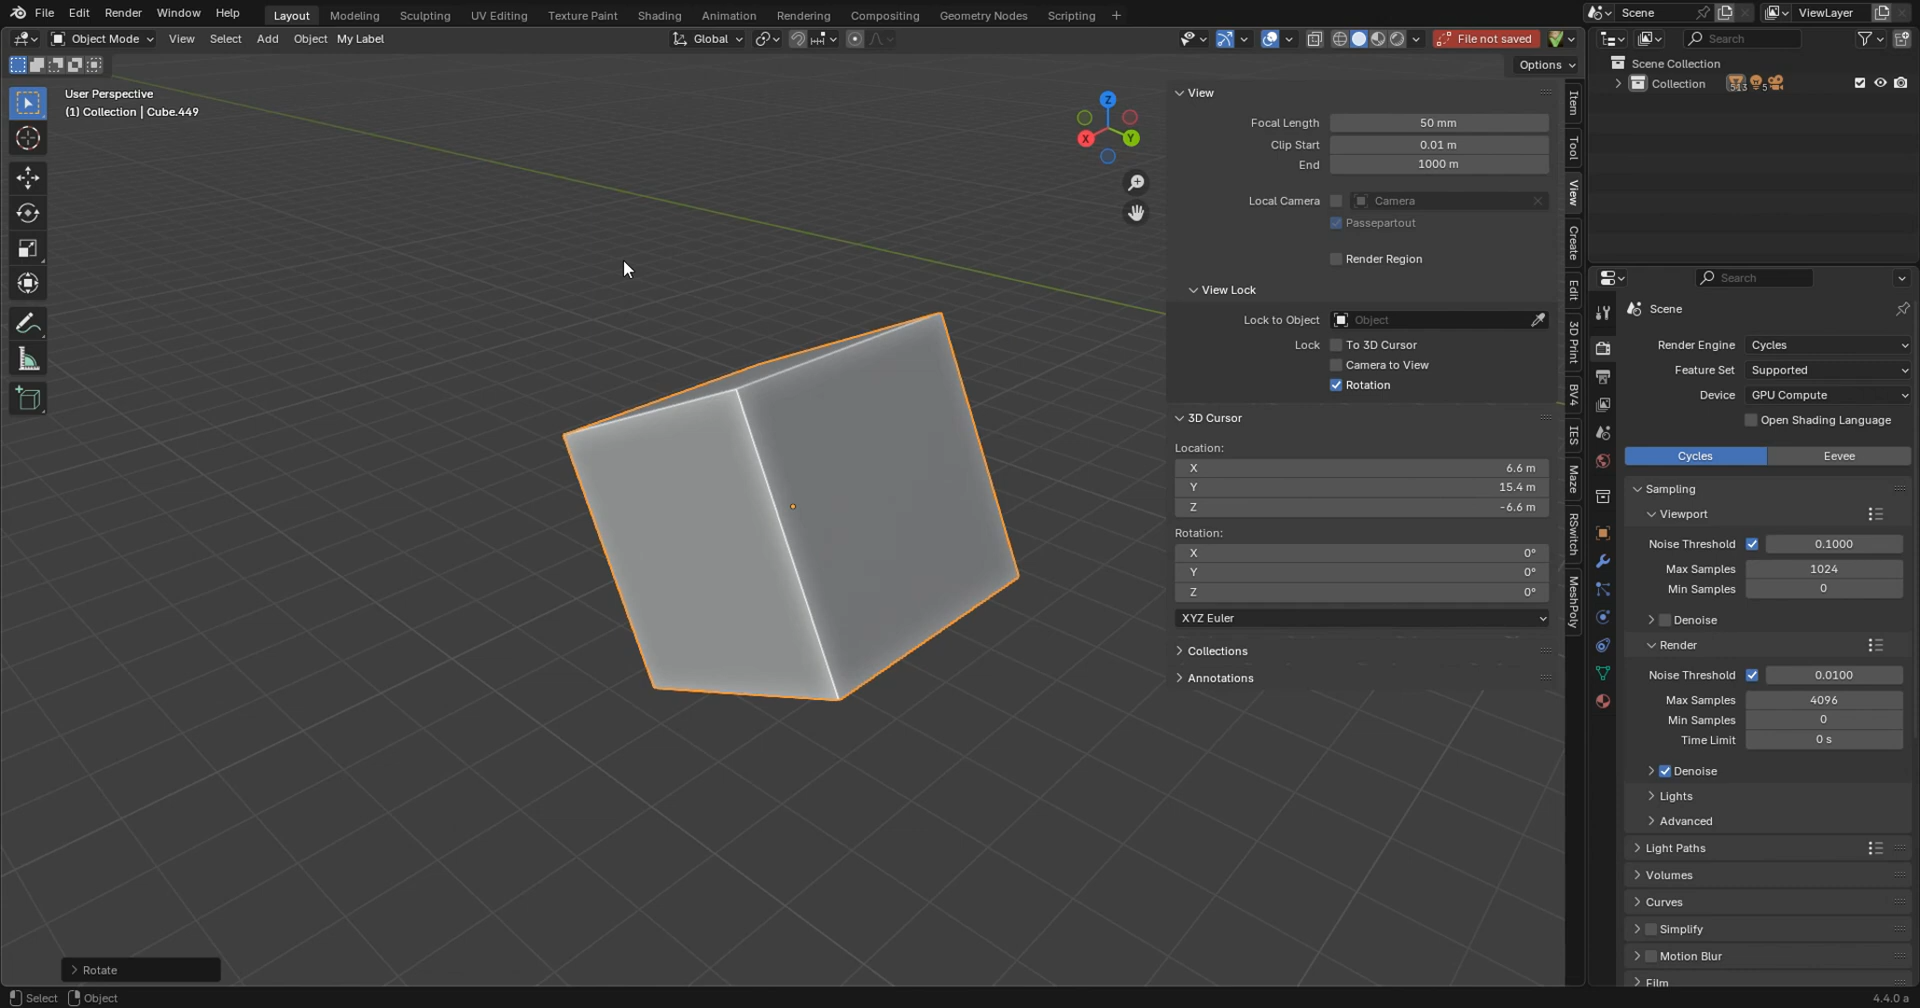 File Edit Render Window Help Layout Modeling Sculpting UV Editing Texture Paint Shading Animation Rendering Compositing Geometry Nodes Scripting + Scene ViewLayer
Object Mode View Select Add Object My Label Global File not saved Search
Options
User Perspective
(1) Collection | Cube.449
Z
X
Y
View
Focal Length 50 mm
Clip Start 0.01 m
End 1000 m
Local Camera Camera
Passepartout
Render Region
View Lock
Lock to Object Object
Lock To 3D Cursor
Camera to View
Rotation
3D Cursor
Location:
X 6.6 m
Y 15.4 m
Z -6.6 m
Rotation:
X 0°
Y 0°
Z 0°
XYZ Euler
Collections
Annotations
Item
Tool
View
Create
Edit
3D Print
BV4
IES
Maze
RSwitch
MeshPoly
Scene Collection
Collection 513 5
Search
Scene
Render Engine Cycles
Feature Set Supported
Device GPU Compute
Open Shading Language
Cycles Eevee
Sampling
Viewport
Noise Threshold 0.1000
Max Samples 1024
Min Samples 0
Denoise
Render
Noise Threshold 0.0100
Max Samples 4096
Min Samples 0
Time Limit 0 s
Denoise
Lights
Advanced
Light Paths
Volumes
Curves
Simplify
Motion Blur
Film
Rotate
Select Object 4.4.0 a